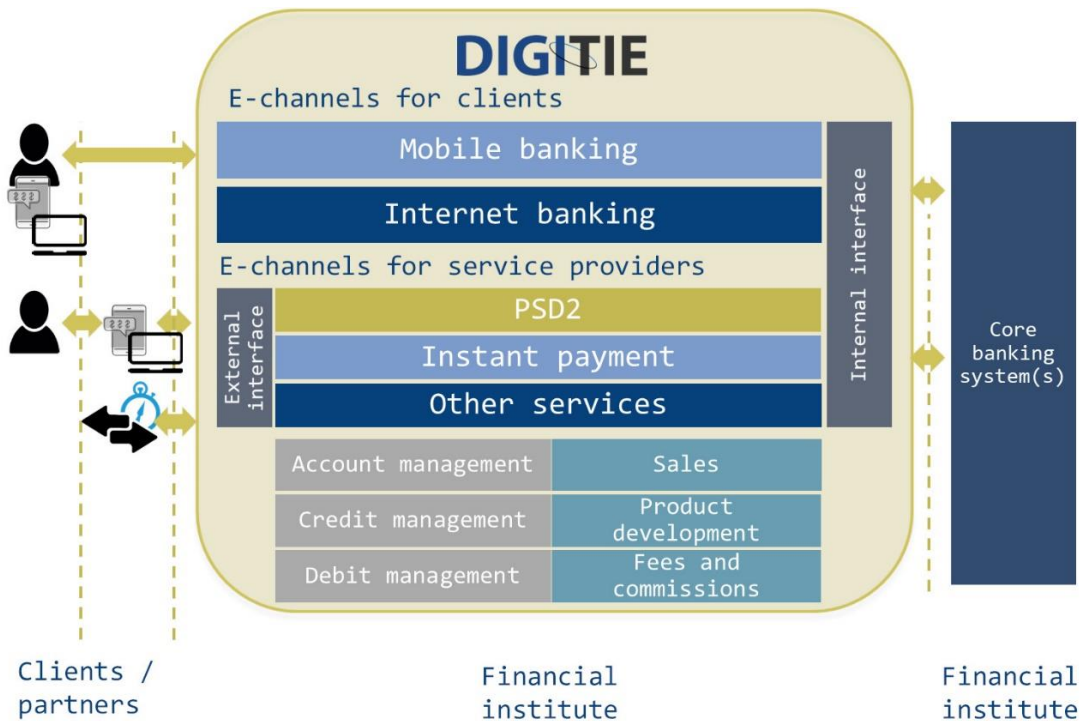 DIGITIE
E-channels for clients
Mobile banking
Internet banking
E-channels for service providers
External
interface
PSD2
Instant payment
Other services
Internal interface
Core
banking
system(s)
Account management
Sales
Credit management
Product
development
Debit management
Fees and
commissions
Clients /
partners
Financial
institute
Financial
institute